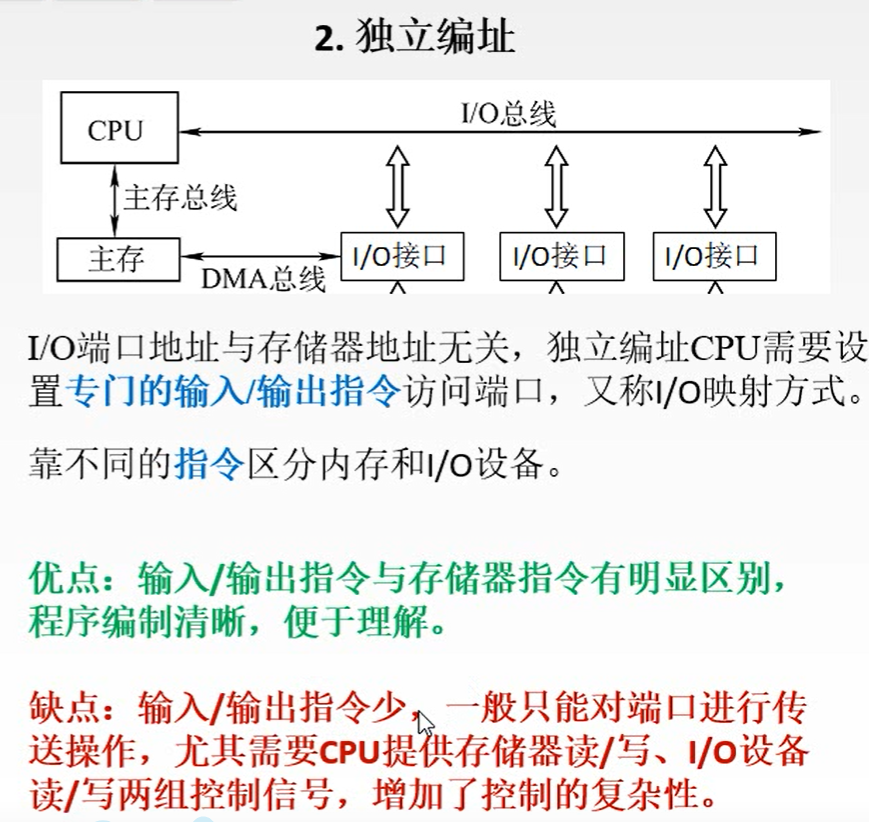 2. 独立编址
CPU
I/O总线
主存总线
主存
DMA总线
I/O接口
I/O接口
I/O接口
I/O端口地址与存储器地址无关，独立编址CPU需要设
置专门的输入/输出指令访问端口，又称I/O映射方式。
靠不同的指令区分内存和I/O设备。
优点：输入/输出指令与存储器指令有明显区别，
程序编制清晰，便于理解。
缺点：输入/输出指令少，一般只能对端口进行传
送操作，尤其需要CPU提供存储器读/写、I/O设备
读/写两组控制信号，增加了控制的复杂性。